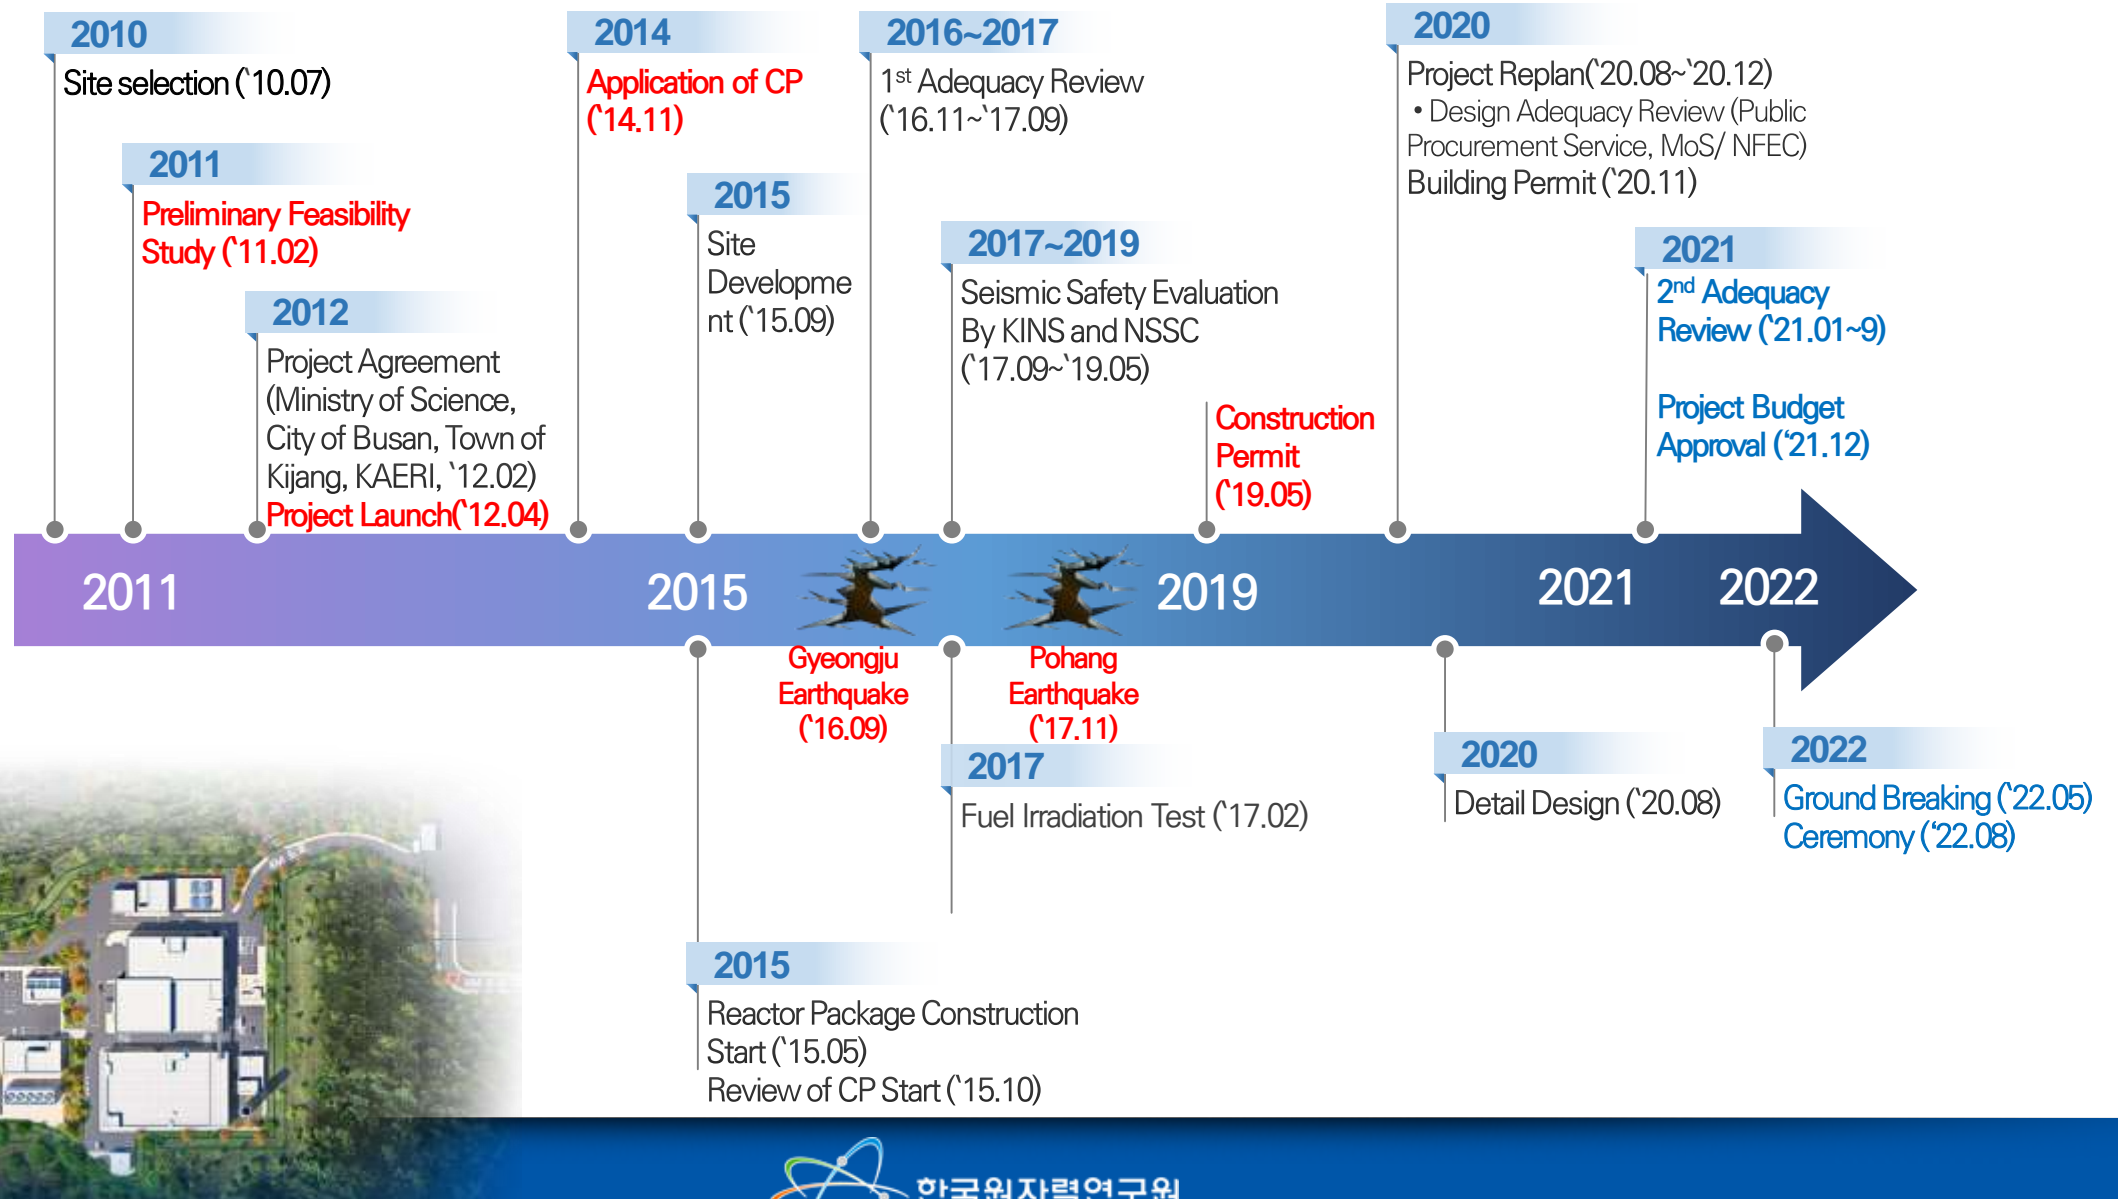 2010
Site selection (`10.07)
2011
Preliminary Feasibility
Study (`11.02)
2012
Project Agreement
(Ministry of Science,
City of Busan, Town of
Kijang, KAERI, `12.02)
Project Launch(`12.04)
2014
Application of CP
(`14.11)
2015
Site
Developme
nt (`15.09)
2016~2017
1st Adequacy Review
(`16.11~`17.09)
2017~2019
Seismic Safety Evaluation
By KINS and NSSC
(`17.09~`19.05)
Construction
Permit
(`19.05)
2020
Project Replan(`20.08~`20.12)
• Design Adequacy Review (Public
Procurement Service, MoS/ NFEC)
Building Permit (`20.11)
2021
2nd Adequacy
Review (`21.01~9)
Project Budget
Approval (‘21.12)
2011
2015
2019
2021
2022
Gyeongju
Earthquake
(`16.09)
Pohang
Earthquake
(`17.11)
2017
Fuel Irradiation Test (`17.02)
2020
Detail Design (`20.08)
2022
Ground Breaking (`22.05)
Ceremony (‘22.08)
2015
Reactor Package Construction
Start (`15.05)
Review of CP Start (`15.10)
한국원자력연구원